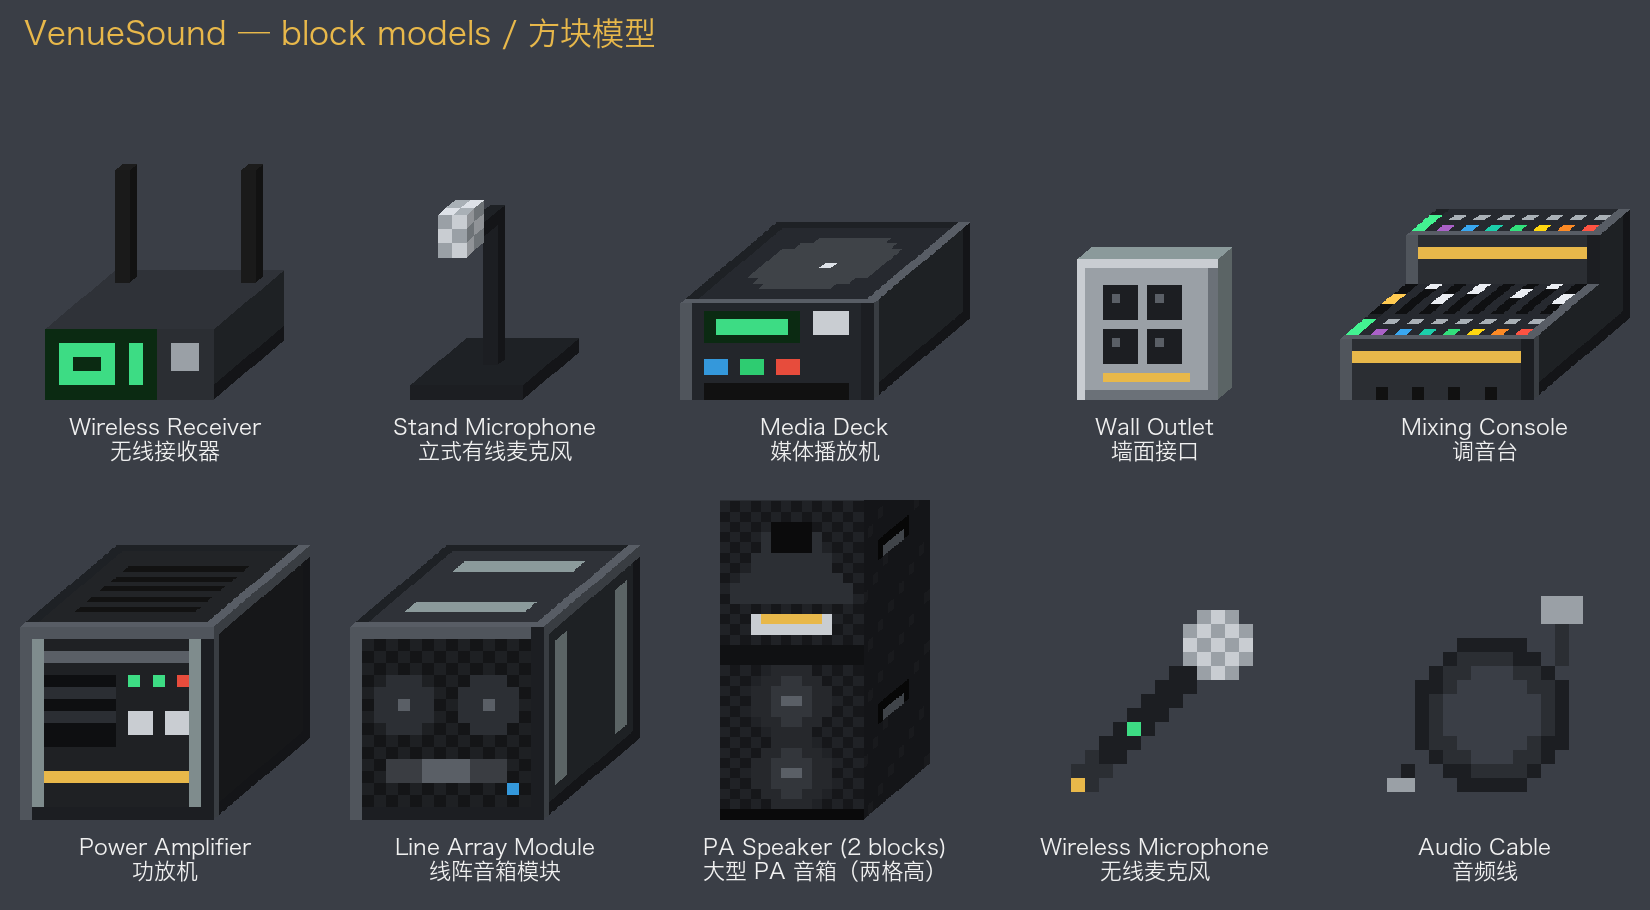 VenueSound — block models / 方块模型
Wireless Receiver
无线接收器
Stand Microphone
立式有线麦克风
Media Deck
媒体播放机
Wall Outlet
墙面接口
Mixing Console
调音台
Power Amplifier
功放机
Line Array Module
线阵音箱模块
PA Speaker (2 blocks)
大型 PA 音箱（两格高）
Wireless Microphone
无线麦克风
Audio Cable
音频线